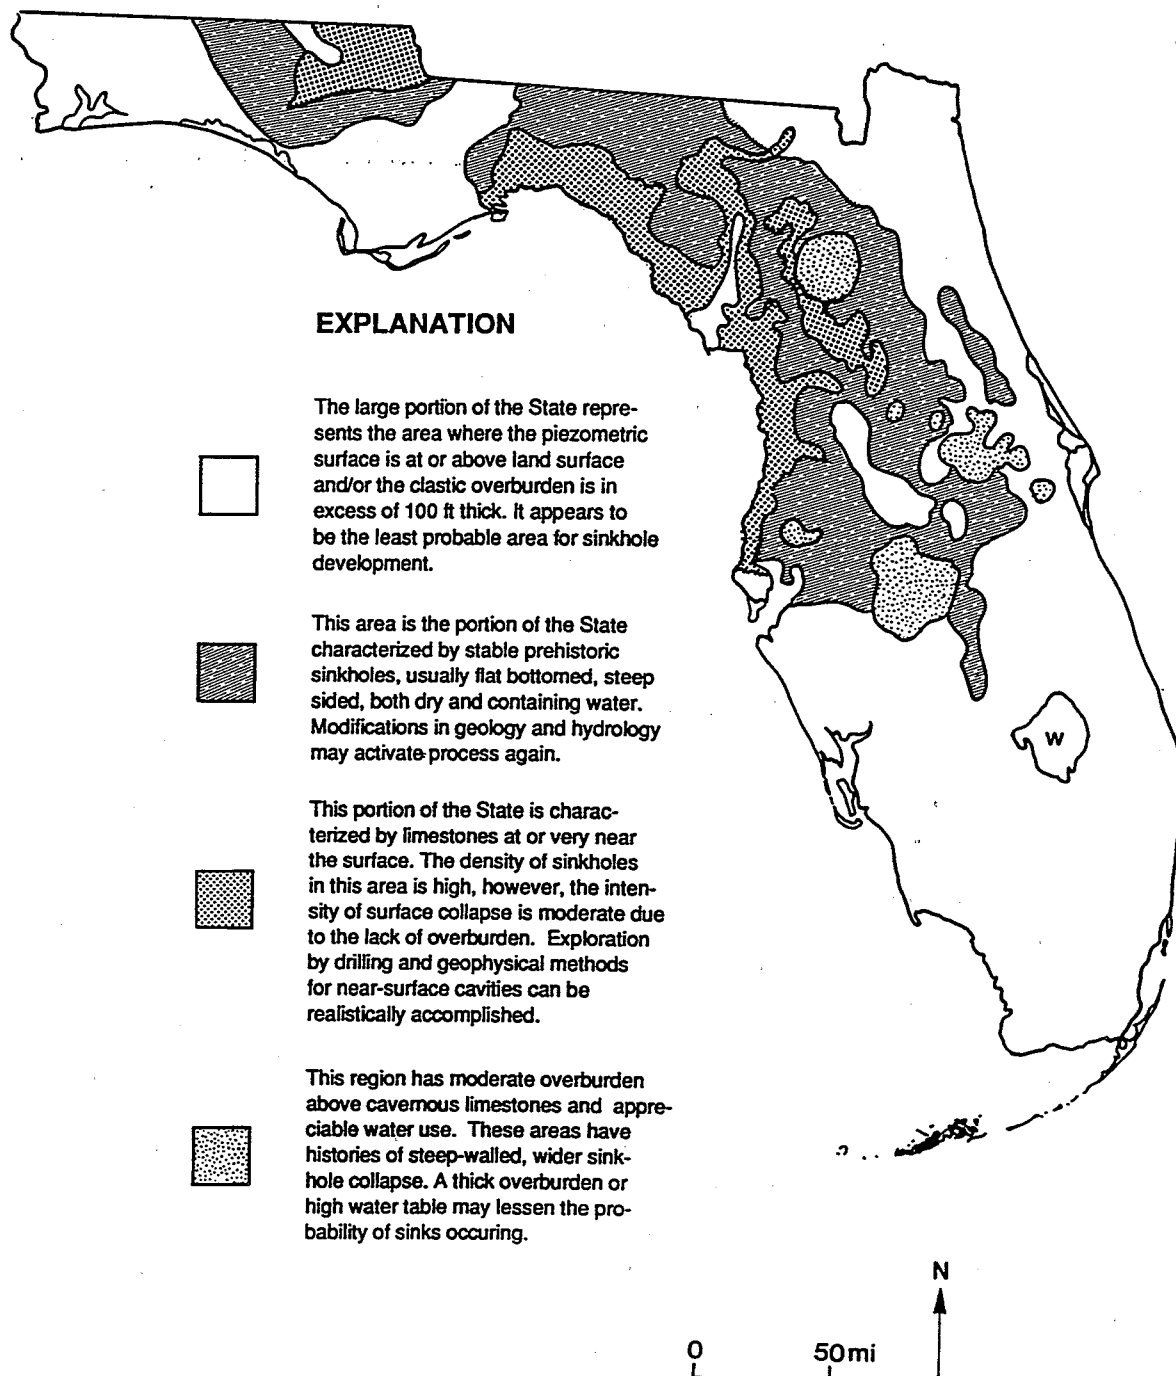 EXPLANATION
The large portion of the State repre-
sents the area where the piezometric
surface is at or above land surface
and/or the clastic overburden is in
excess of 100 ft thick. It appears to
be the least probable area for sinkhole
development.
This area is the portion of the State
characterized by stable prehistoric
sinkholes, usually flat bottomed, steep
sided, both dry and containing water.
Modifications in geology and hydrology
may activate process again.
This portion of the State is charac-
terized by limestones at or very near
the surface. The density of sinkholes
in this area is high, however, the inten-
sity of surface collapse is moderate due
to the lack of overburden. Exploration
by drilling and geophysical methods
for near-surface cavities can be
realistically accomplished.
This region has moderate overburden
above cavernous limestones and appre-
ciable water use. These areas have
histories of steep-walled, wider sink-
hole collapse. A thick overburden or
high water table may lessen the pro-
bability of sinks occuring.
W
N
0 50 mi